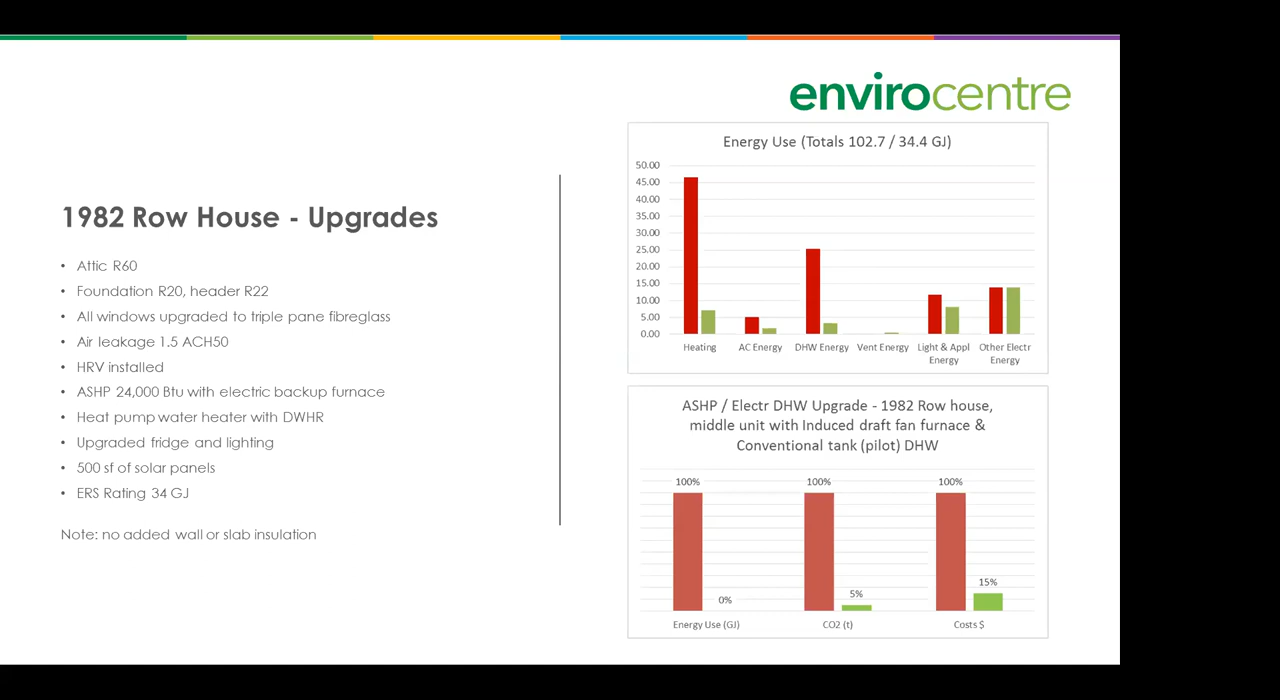 envirocentre
1982 Row House - Upgrades
• Attic R60
• Foundation R20, header R22
• All windows upgraded to triple pane fibreglass
• Air leakage 1.5 ACH50
• HRV installed
• ASHP 24,000 Btu with electric backup furnace
• Heat pump water heater with DWHR
• Upgraded fridge and lighting
• 500 sf of solar panels
• ERS Rating 34 GJ
Note: no added wall or slab insulation
Energy Use (Totals 102.7 / 34.4 GJ)
50.00
45.00
40.00
35.00
30.00
25.00
20.00
15.00
10.00
5.00
0.00
Heating
AC Energy
DHW Energy
Vent Energy
Light & Appl
Energy
Other Electr
Energy
ASHP / Electr DHW Upgrade - 1982 Row house,
middle unit with Induced draft fan furnace &
Conventional tank (pilot) DHW
100%
0%
100%
5%
100%
15%
Energy Use (GJ)
CO2 (t)
Costs $